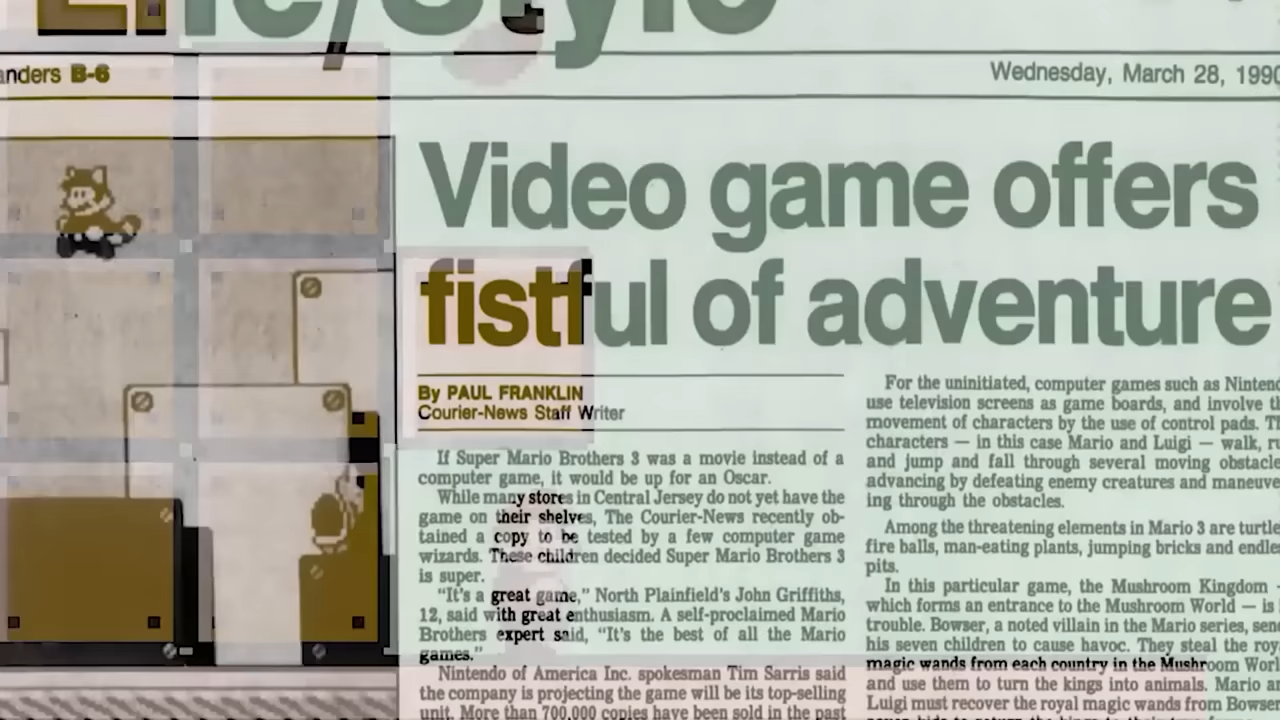 Life/Style
anders B-6
Wednesday, March 28, 1990
Video game offers
fistful of adventure
By PAUL FRANKLIN
Courier-News Staff Writer
If Super Mario Brothers 3 was a movie instead of a
computer game, it would be up for an Oscar.
While many stores in Central Jersey do not yet have the
game on their shelves, The Courier-News recently ob-
tained a copy to be tested by a few computer game
wizards. These children decided Super Mario Brothers 3
is super.
“It's a great game,” North Plainfield's John Griffiths,
12, said with great enthusiasm. A self-proclaimed Mario
Brothers expert said, “It's the best of all the Mario
games.”
Nintendo of America Inc. spokesman Tim Sarris said
the company is projecting the game will be its top-selling
unit. More than 700,000 copies have been sold in the past
For the uninitiated, computer games such as Nintend
use television screens as game boards, and involve th
movement of characters by the use of control pads. Th
characters — in this case Mario and Luigi — walk, ru
and jump and fall through several moving obstacle
advancing by defeating enemy creatures and maneuve
ing through the obstacles.
Among the threatening elements in Mario 3 are turtle
fire balls, man-eating plants, jumping bricks and endle
pits.
In this particular game, the Mushroom Kingdom -
which forms an entrance to the Mushroom World — is i
trouble. Bowser, a noted villain in the Mario series, send
his seven children to cause havoc. They steal the roya
magic wands from each country in the Mushroom Worl
and use them to turn the kings into animals. Mario an
Luigi must recover the royal magic wands from Bowser